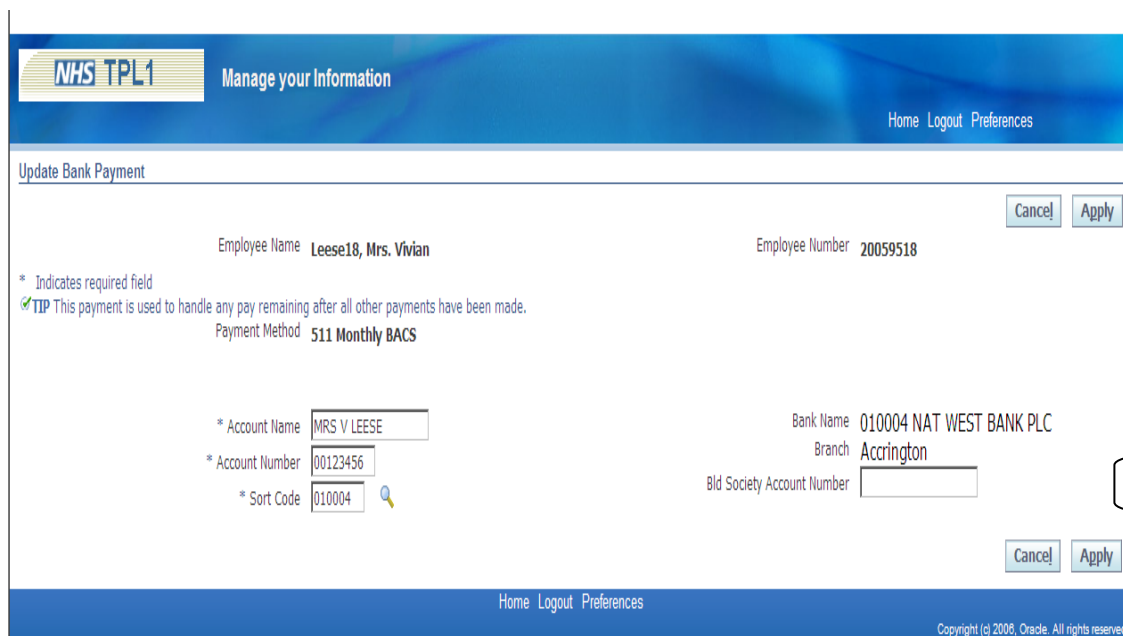 NHS TPL1
Manage your Information
Home Logout Preferences
Update Bank Payment
Cancel Apply
Employee Name Leese18, Mrs. Vivian Employee Number 20059518
* Indicates required field
TIP This payment is used to handle any pay remaining after all other payments have been made.
Payment Method 511 Monthly BACS
* Account Name MRS V LEESE Bank Name 010004 NAT WEST BANK PLC
Branch Accrington
* Account Number 00123456
Bld Society Account Number
* Sort Code 010004
Cancel Apply
Home Logout Preferences
Copyright (c) 2006, Oracle. All rights reserved